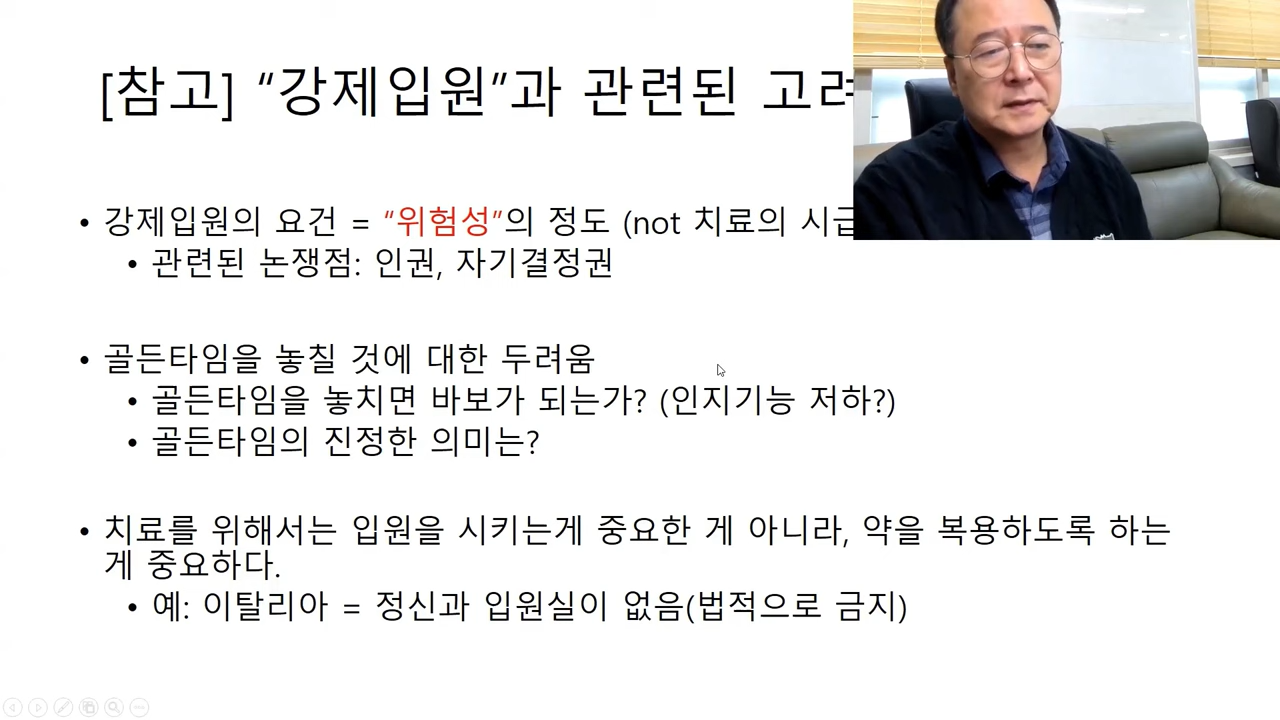 [참고] “강제입원”과 관련된
• 강제입원의 요건 = “위험성”의 정도 (not 치료의
• 관련된 논쟁점: 인권, 자기결정권
• 골든타임을 놓칠 것에 대한 두려움
• 골든타임을 놓치면 바보가 되는가? (인지기능 저하?)
• 골든타임의 진정한 의미는?
• 치료를 위해서는 입원을 시키는게 중요한 게 아니라, 약을 복용하도록 하는
게 중요하다.
• 예: 이탈리아 = 정신과 입원실이 없음(법적으로 금지)